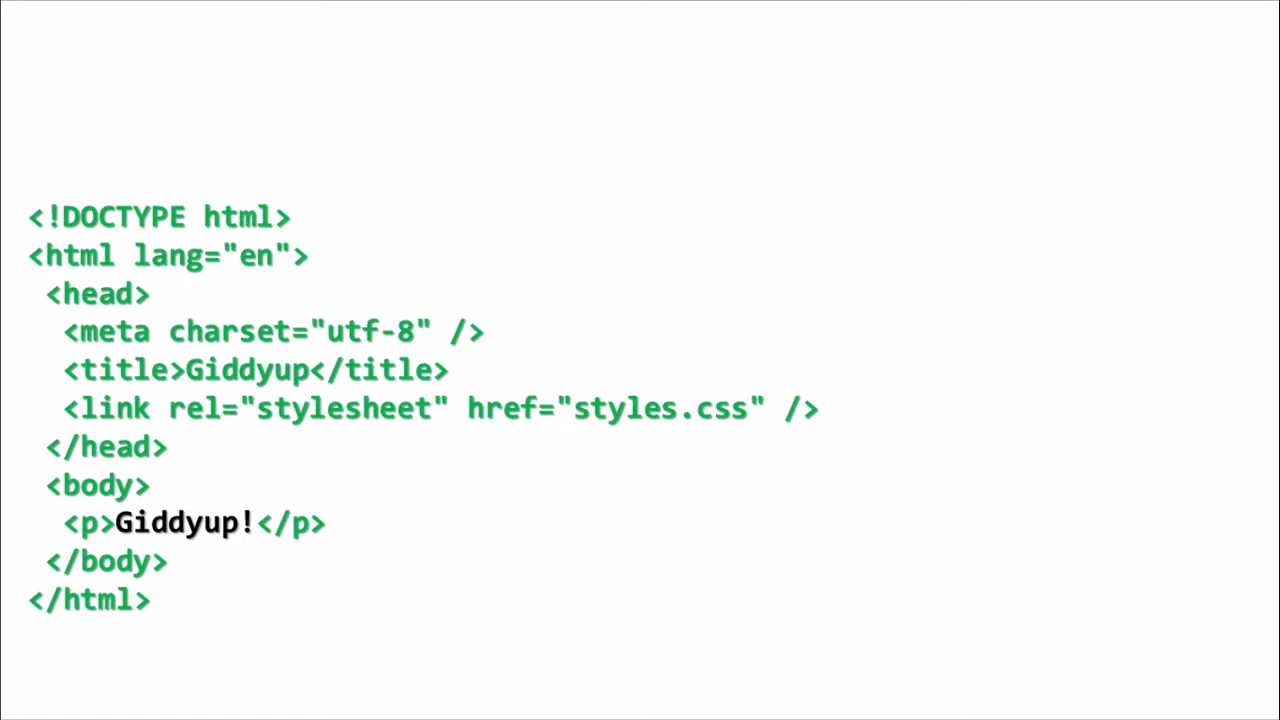 <!DOCTYPE html>
<html lang="en">
 <head>
  <meta charset="utf-8" />
  <title>Giddyup</title>
  <link rel="stylesheet" href="styles.css" />
 </head>
 <body>
  <p>Giddyup!</p>
 </body>
</html>